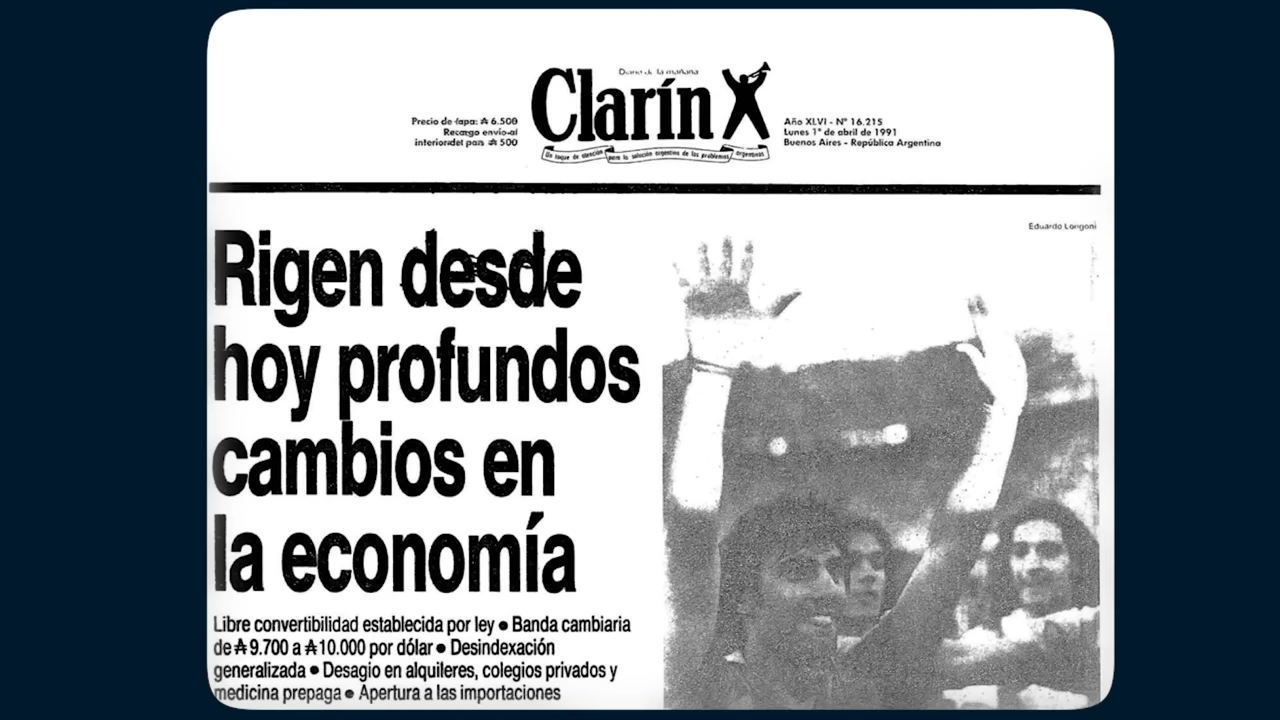 Diario de la mañana
Clarín
Precio de tapa: ₳ 6.500
Recargo envío al
interior del país ₳ 500
Un toque de atención para la solución argentina de los problemas argentinos
Año XLVI - Nº 16.215
Lunes 1º de abril de 1991
Buenos Aires - República Argentina
Eduardo Longoni
Rigen desde
hoy profundos
cambios en
la economía
Libre convertibilidad establecida por ley ● Banda cambiaria
de ₳ 9.700 a ₳ 10.000 por dólar ● Desindexación
generalizada ● Desagio en alquileres, colegios privados y
medicina prepaga ● Apertura a las importaciones